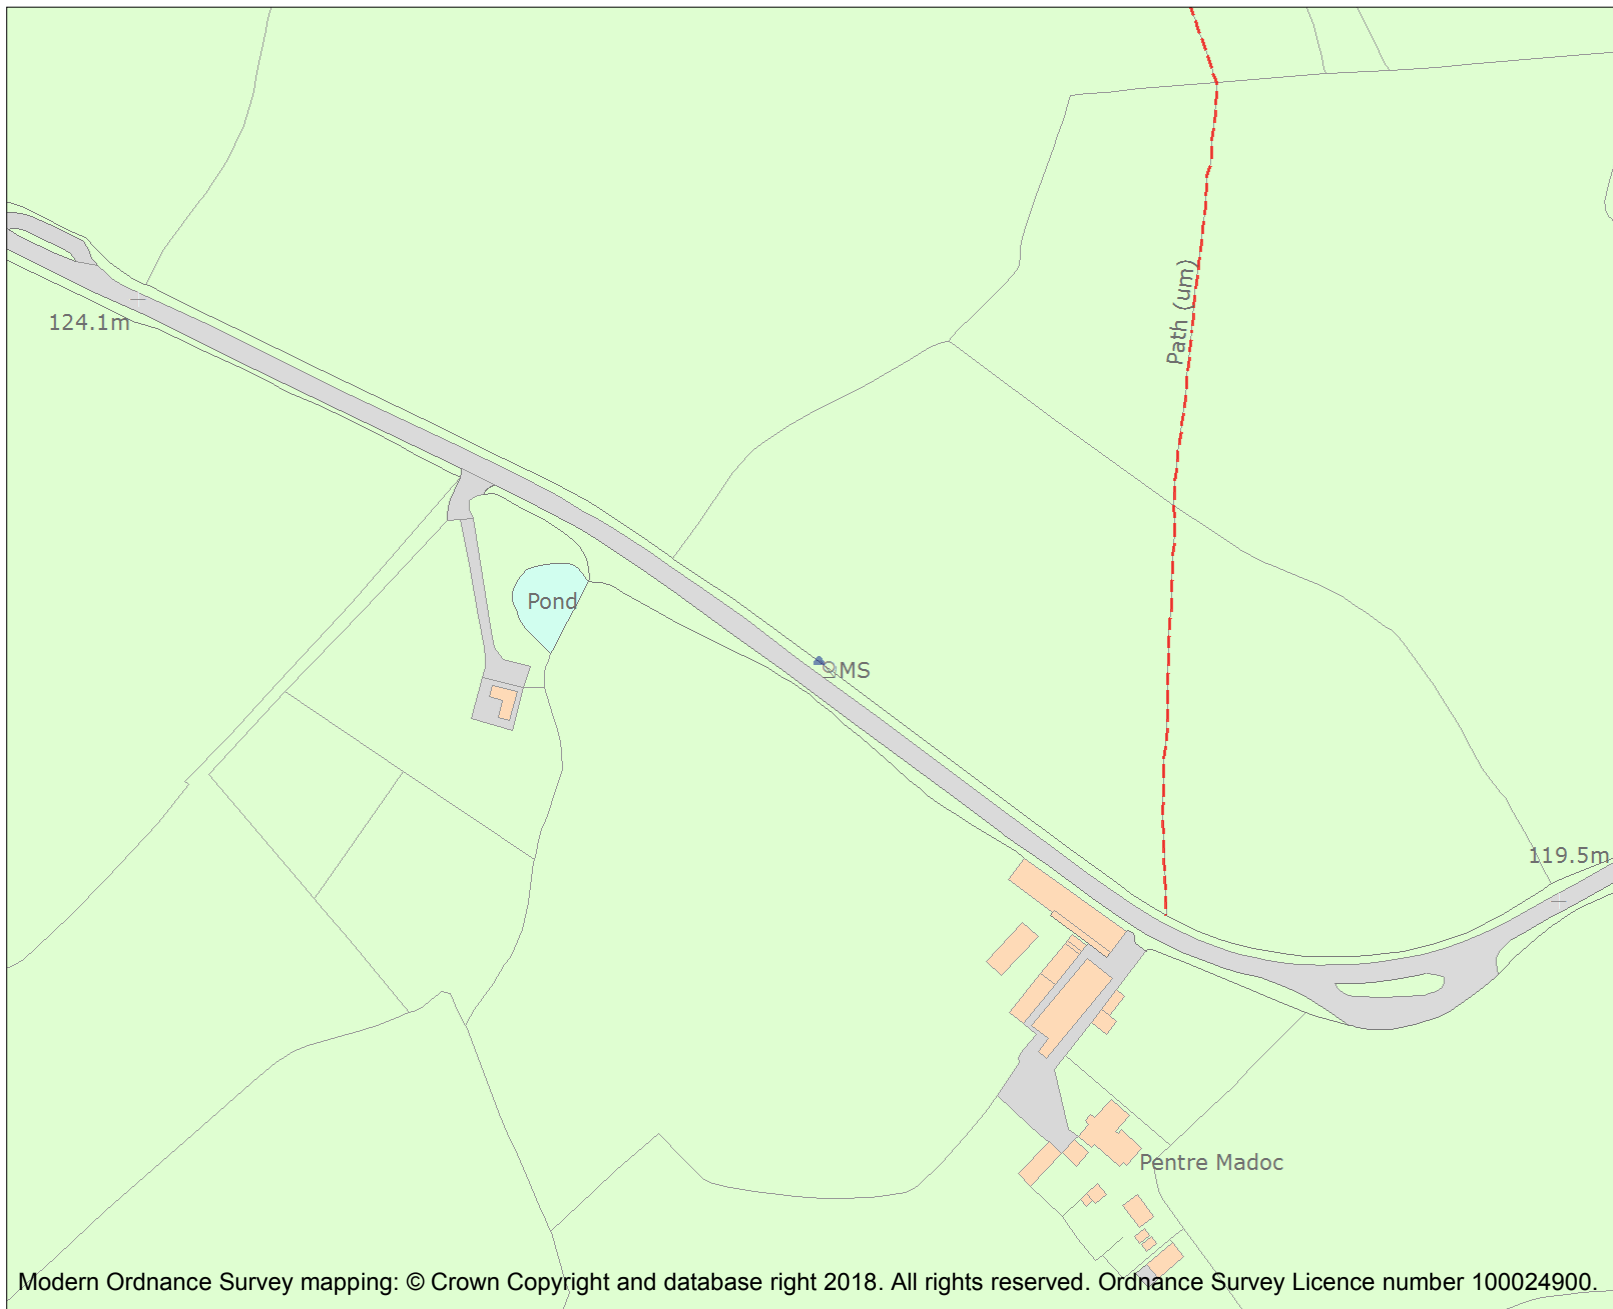 Path (um)
124.1m
Pond
MS
119.5m
Pentre Madoc
Modern Ordnance Survey mapping: © Crown Copyright and database right 2018. All rights reserved. Ordnance Survey Licence number 100024900.